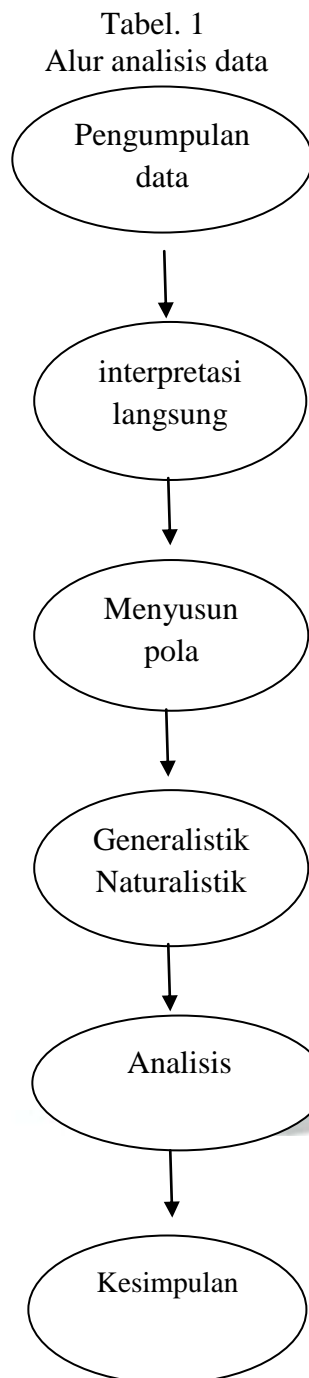 Tabel. 1
Alur analisis data
Pengumpulan
data
interpretasi
langsung
Menyusun
pola
Generalistik
Naturalistik
Analisis
Kesimpulan